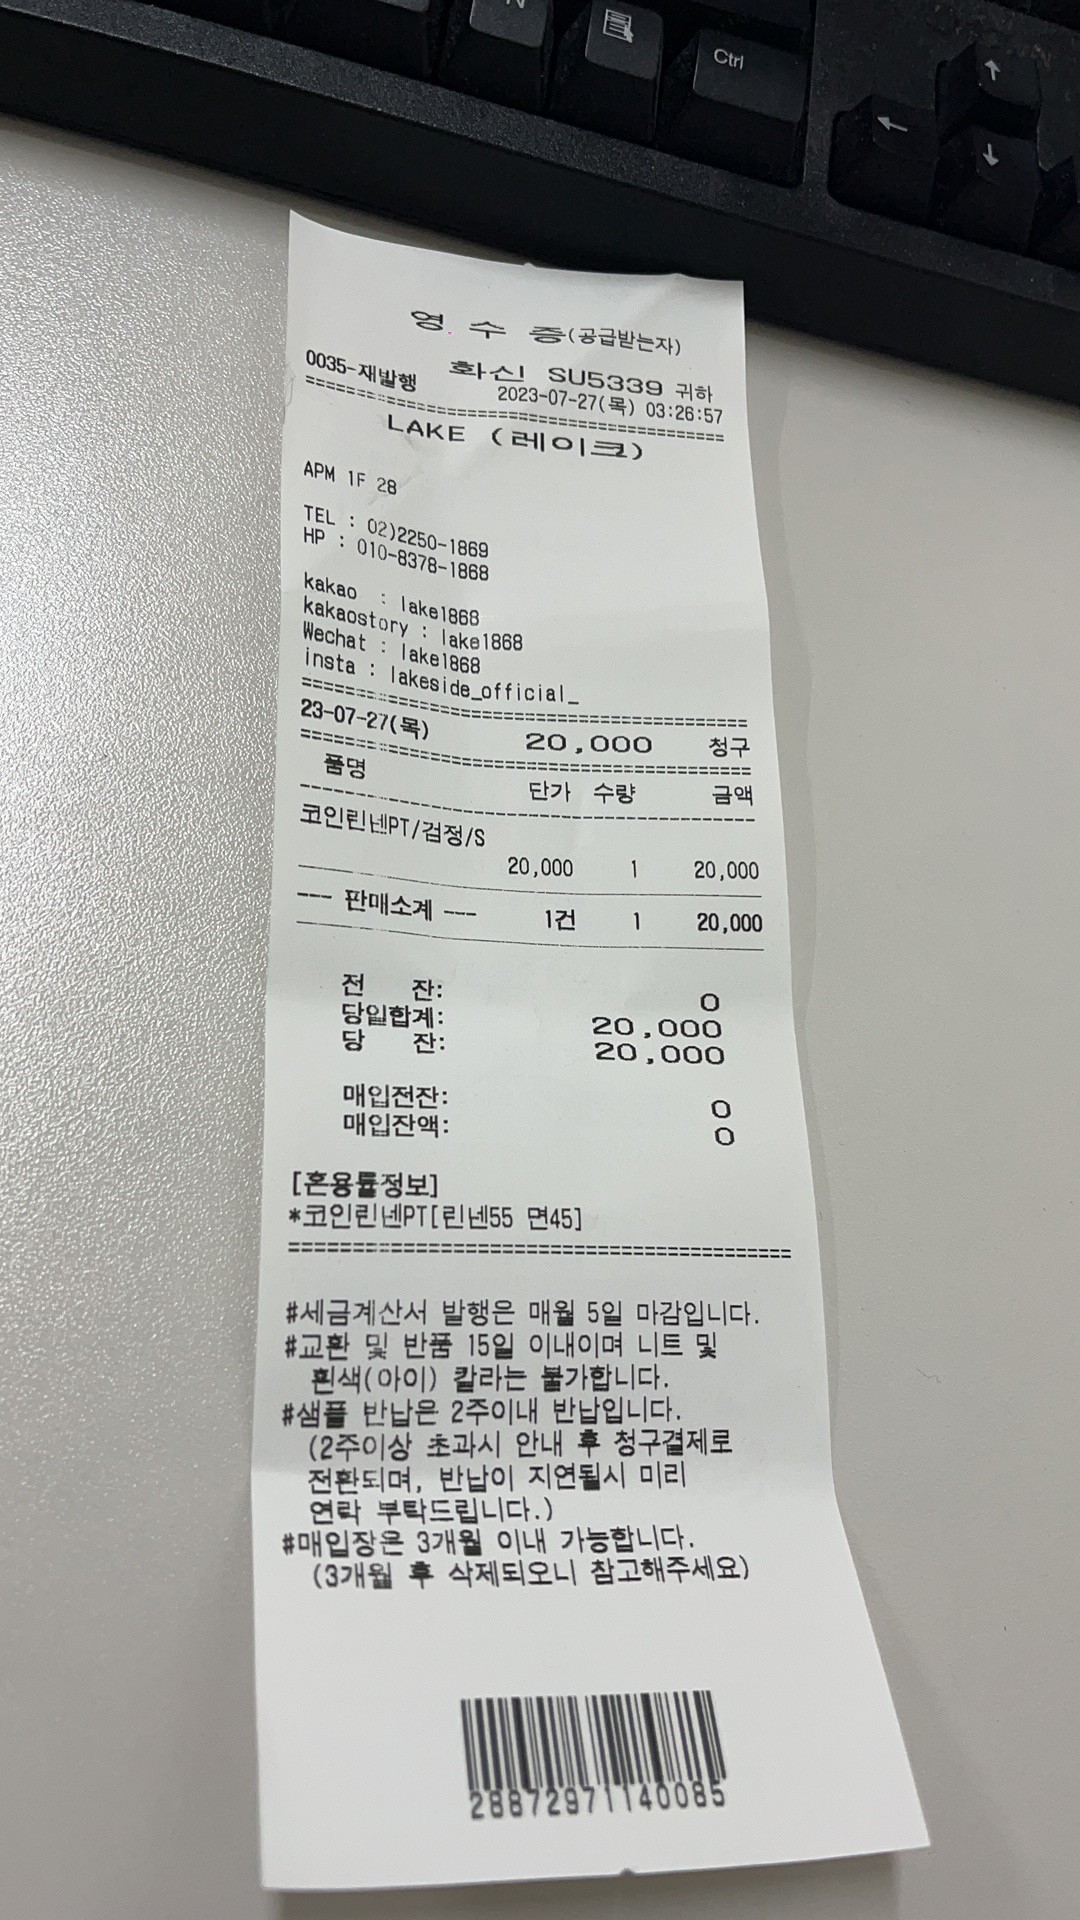 Ctrl
영 수 증(공급받는자)
0035-재발행 화신 SU5339 귀하
2023-07-27(목) 03:26:57
========================================
LAKE (레이크)
APM 1F 28
TEL : 02)2250-1869
HP : 010-8378-1868
kakao : lake1868
kakaostory : lake1868
Wechat : lake1868
insta : lakeside_official_
========================================
23-07-27(목) 20,000 청구
========================================
품명 단가 수량 금액
----------------------------------------
코인린넨PT/검정/S
20,000 1 20,000
--- 판매소계 --- 1건 1 20,000
전 잔: 0
당일합계: 20,000
당 잔: 20,000
매입전잔: 0
매입잔액: 0
[혼용률정보]
*코인린넨PT[린넨55 면45]
========================================
#세금계산서 발행은 매월 5일 마감입니다.
#교환 및 반품 15일 이내이며 니트 및
흰색(아이) 칼라는 불가합니다.
#샘플 반납은 2주이내 반납입니다.
(2주이상 초과시 안내 후 청구결제로
전환되며, 반납이 지연될시 미리
연락 부탁드립니다.)
#매입장은 3개월 이내 가능합니다.
(3개월 후 삭제되오니 참고해주세요)
28872971140085